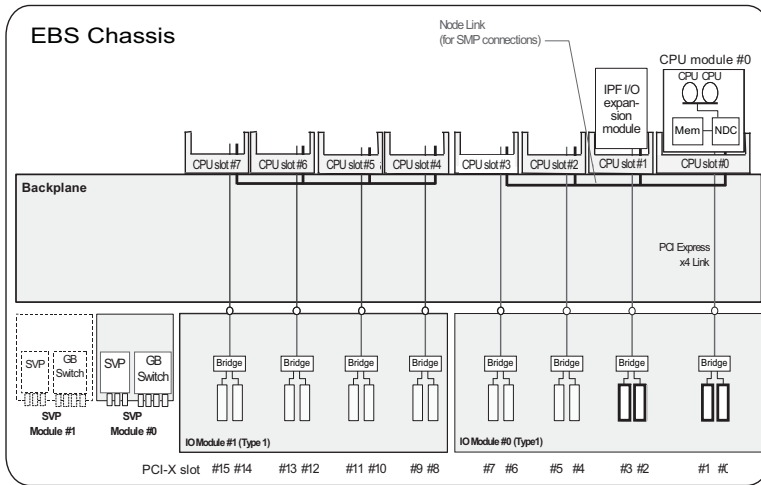 EBS Chassis
Node Link
(for SMP connections)
CPU module #0
CPU CPU
Mem NDC
IPF I/O
expan-
sion
module
CPU slot #7 CPU slot #6 CPU slot #5 CPU slot #4 CPU slot #3 CPU slot #2 CPU slot #1 CPU slot #0
Backplane
PCI Express
x4 Link
SVP GB
Switch
SVP GB
Switch
SVP
Module #1
SVP
Module #0
Bridge Bridge Bridge Bridge Bridge Bridge Bridge Bridge
IO Module #1 (Type 1) IO Module #0 (Type1)
PCI-X slot #15 #14 #13 #12 #11 #10 #9 #8 #7 #6 #5 #4 #3 #2 #1 #0